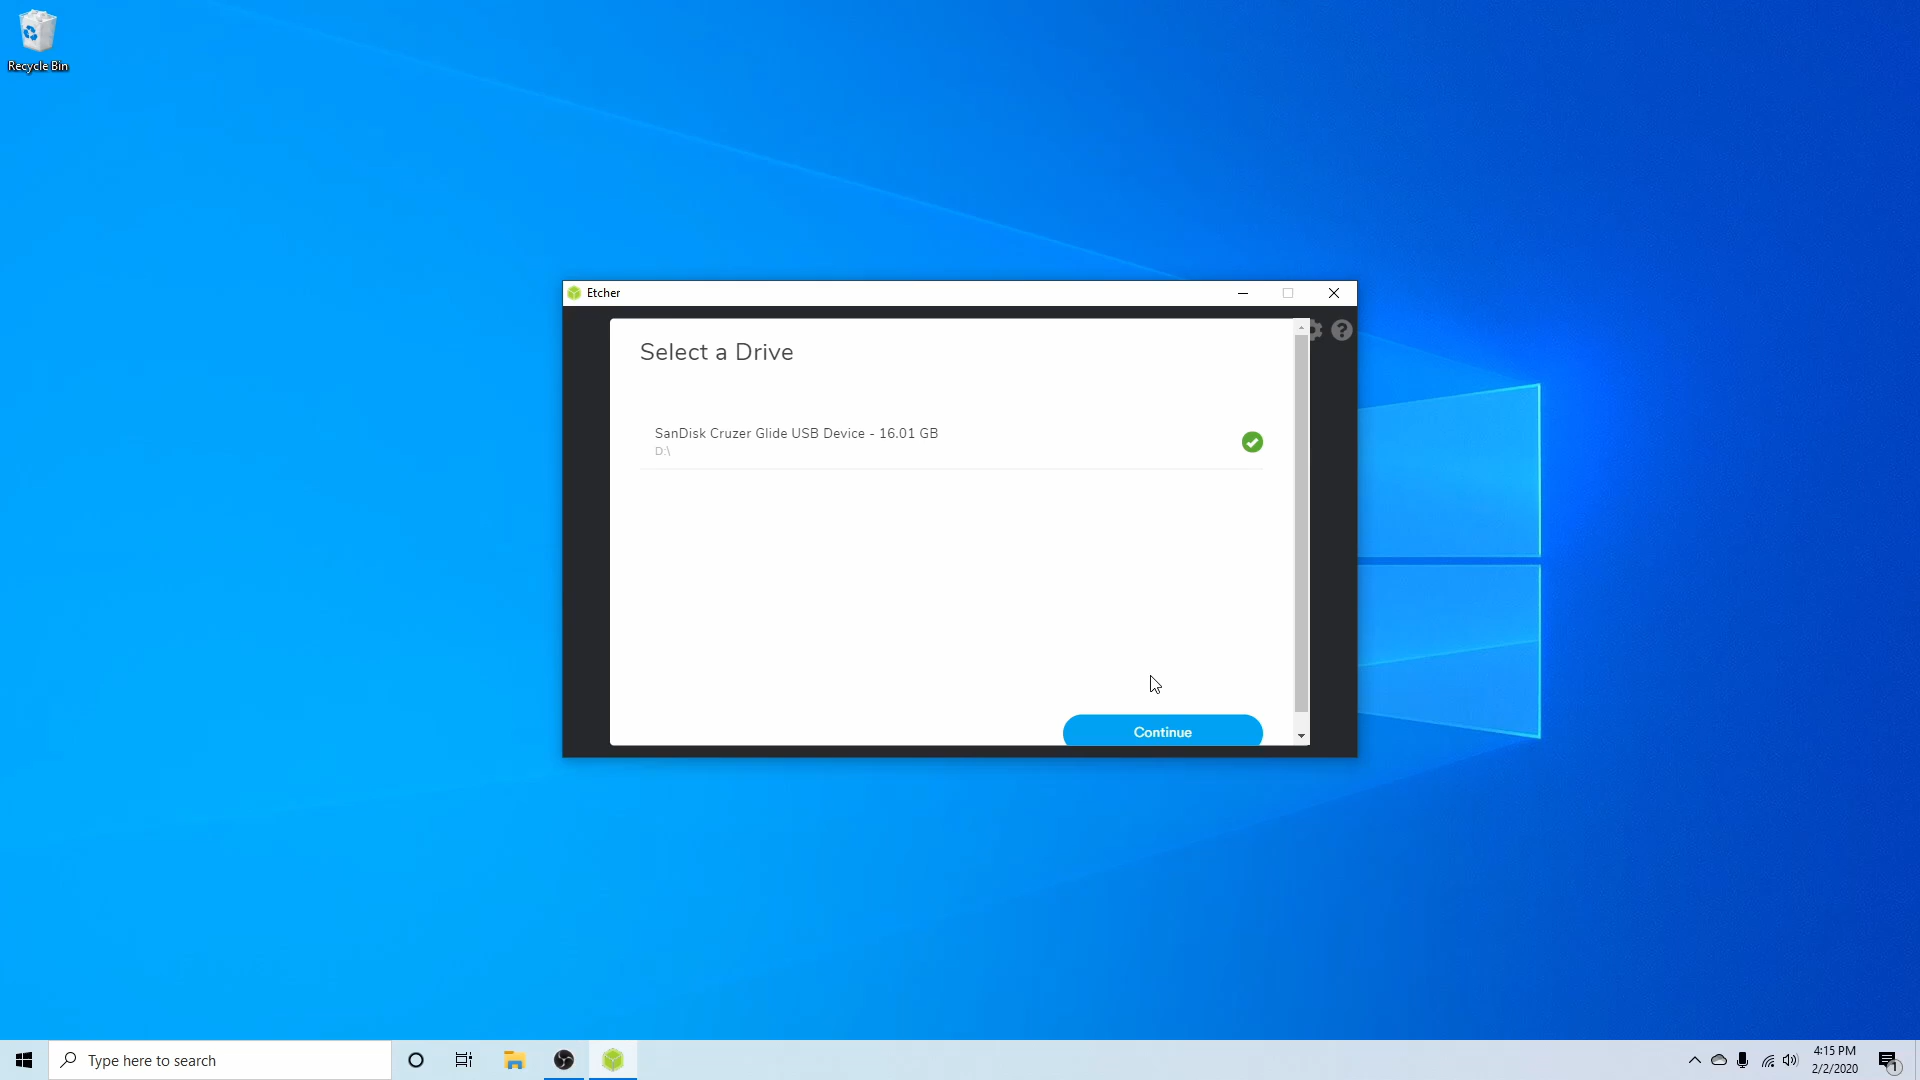 Recycle Bin
Etcher
Select a Drive
SanDisk Cruzer Glide USB Device - 16.01 GB
D:\
Continue
Type here to search
4:15 PM
2/2/2020
1